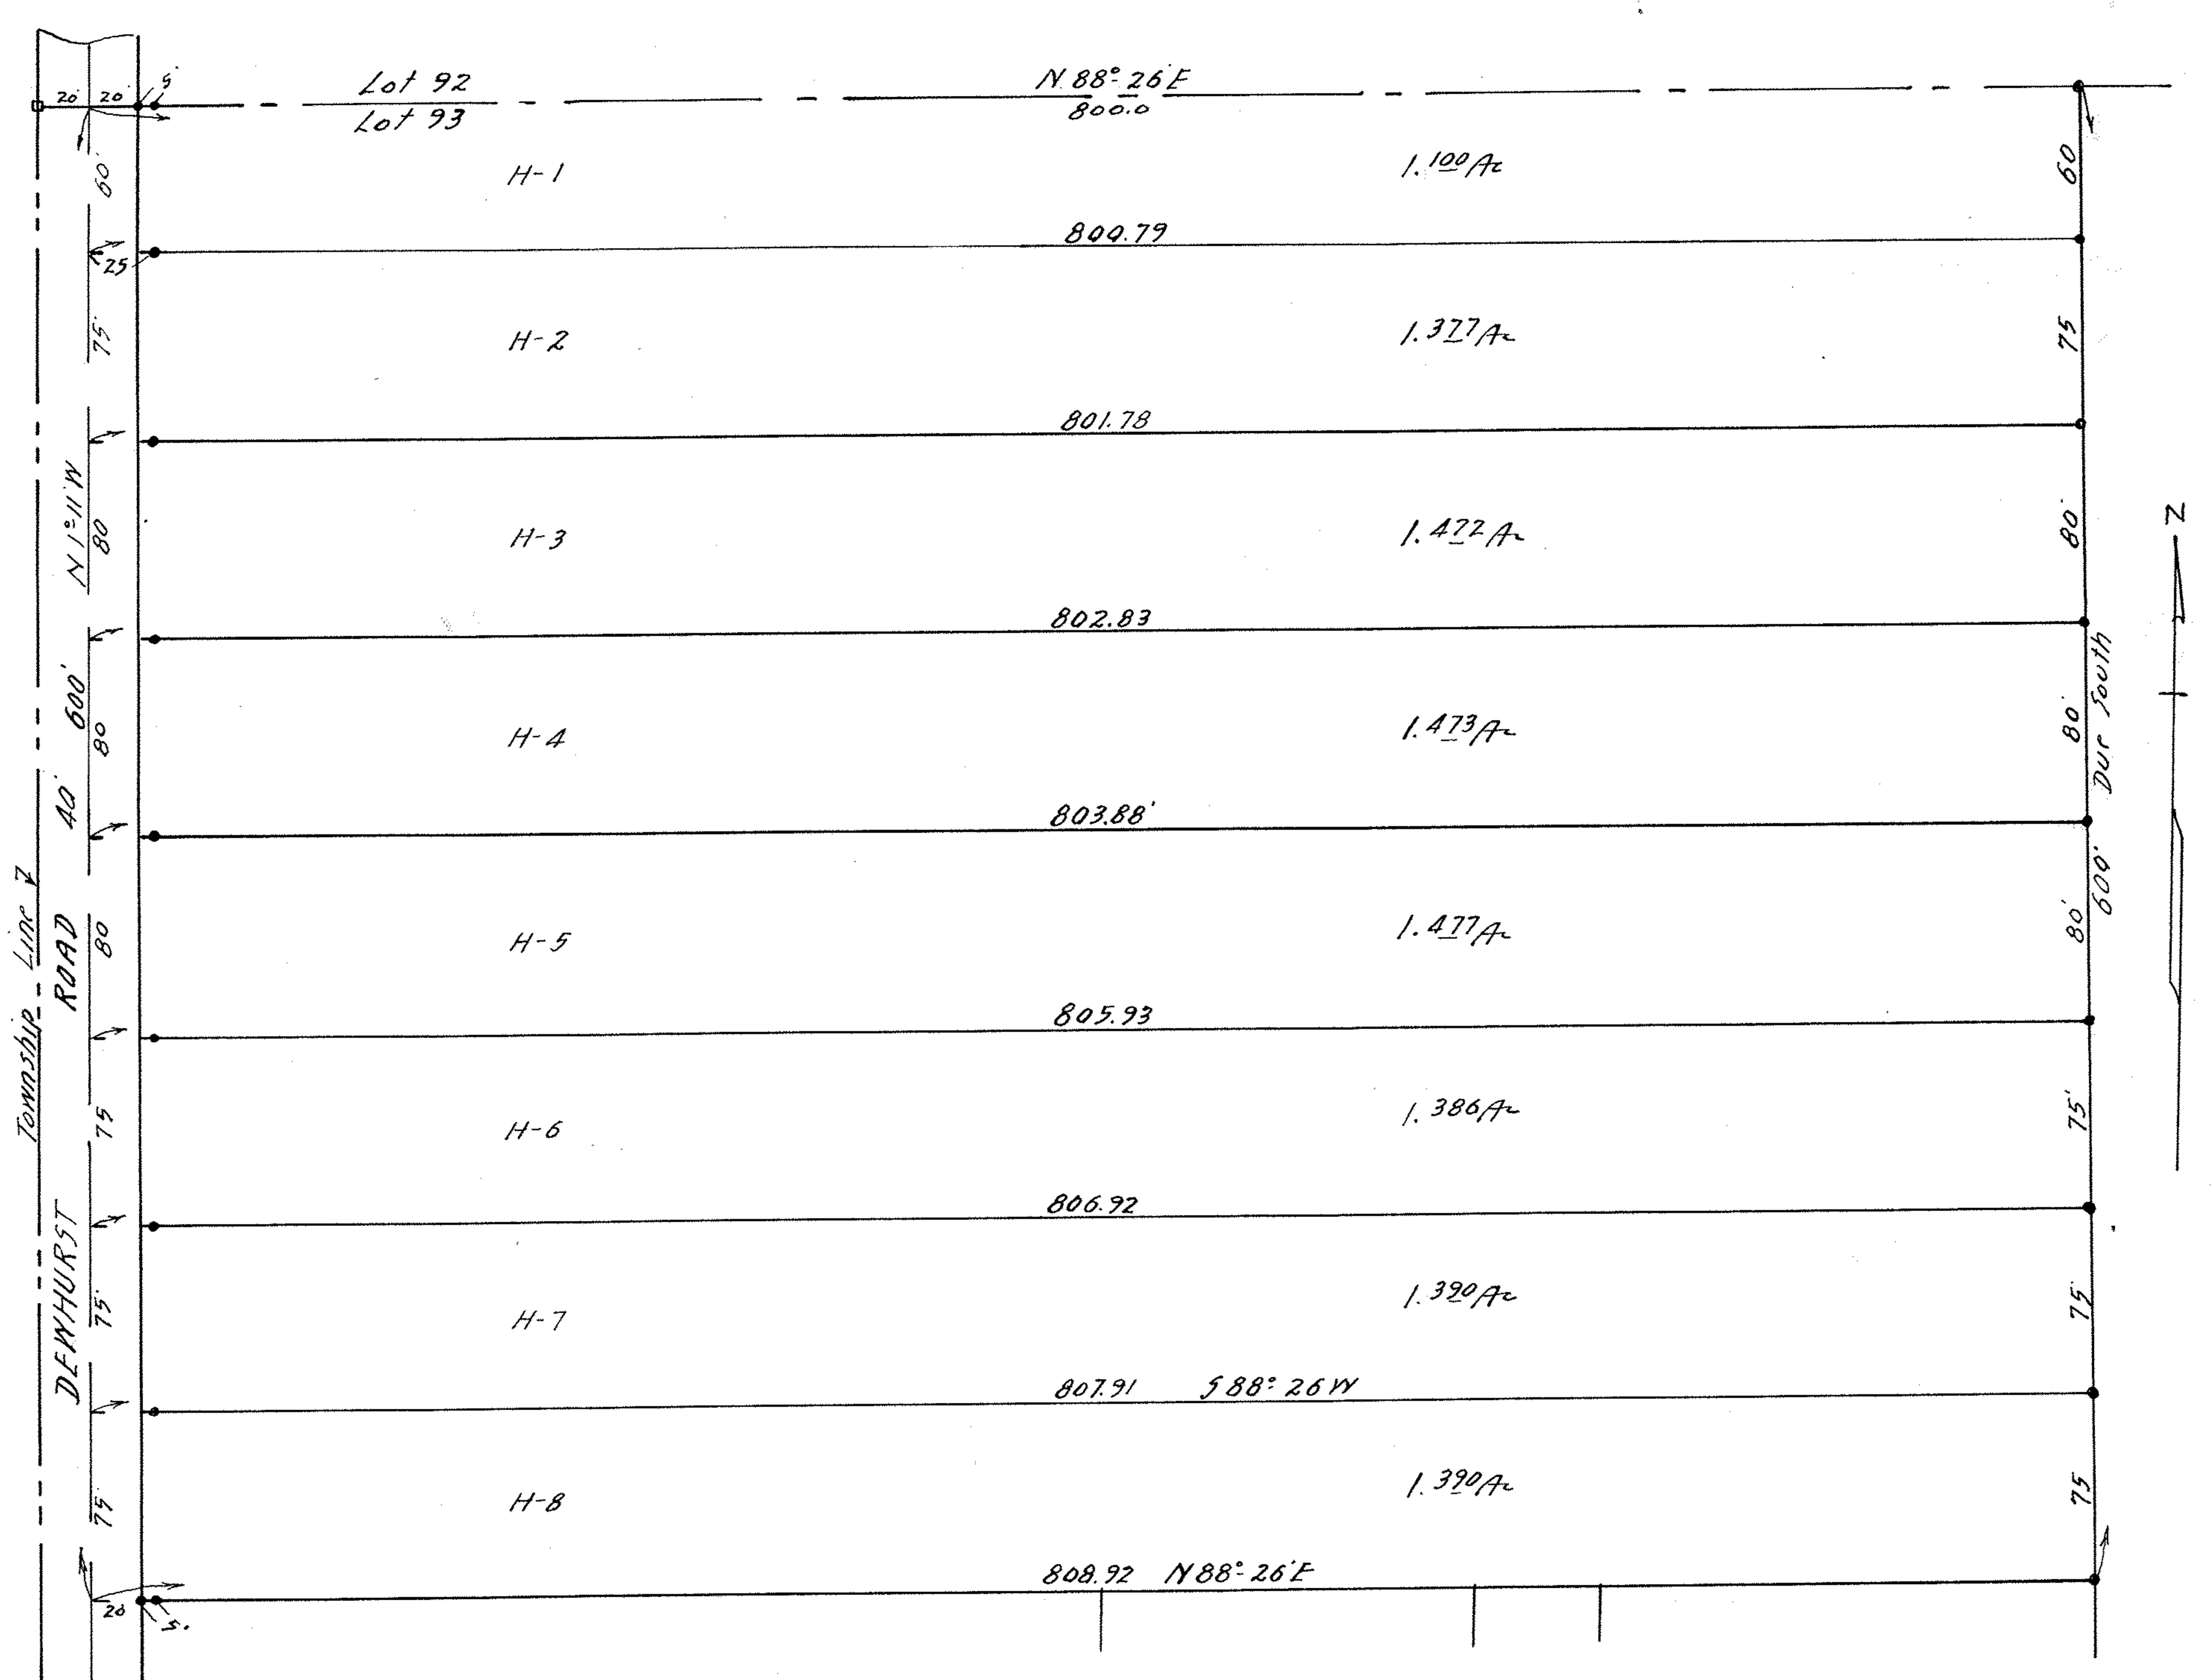 Lot 92
N 88°-26'E
20' 20' 5'
Lot 93
800.0
60'
H-1
1.100 Ac
60
800.79
25
75'
H-2
1.377 Ac
75
801.78
N 1°-11'W
80
H-3
1.472 Ac
80'
N
802.83
600'
80
H-4
1.473 Ac
80'
Due South
40'
803.88'
600'
Township Line
ROAD
80
H-5
1.477 Ac
80'
805.93
75
H-6
1.386 Ac
75'
806.92
DEWHURST
75'
H-7
1.390 Ac
75'
807.91 S 88°-26'W
75'
H-8
1.390 Ac
75
808.92 N 88°-26'E
20'
5'